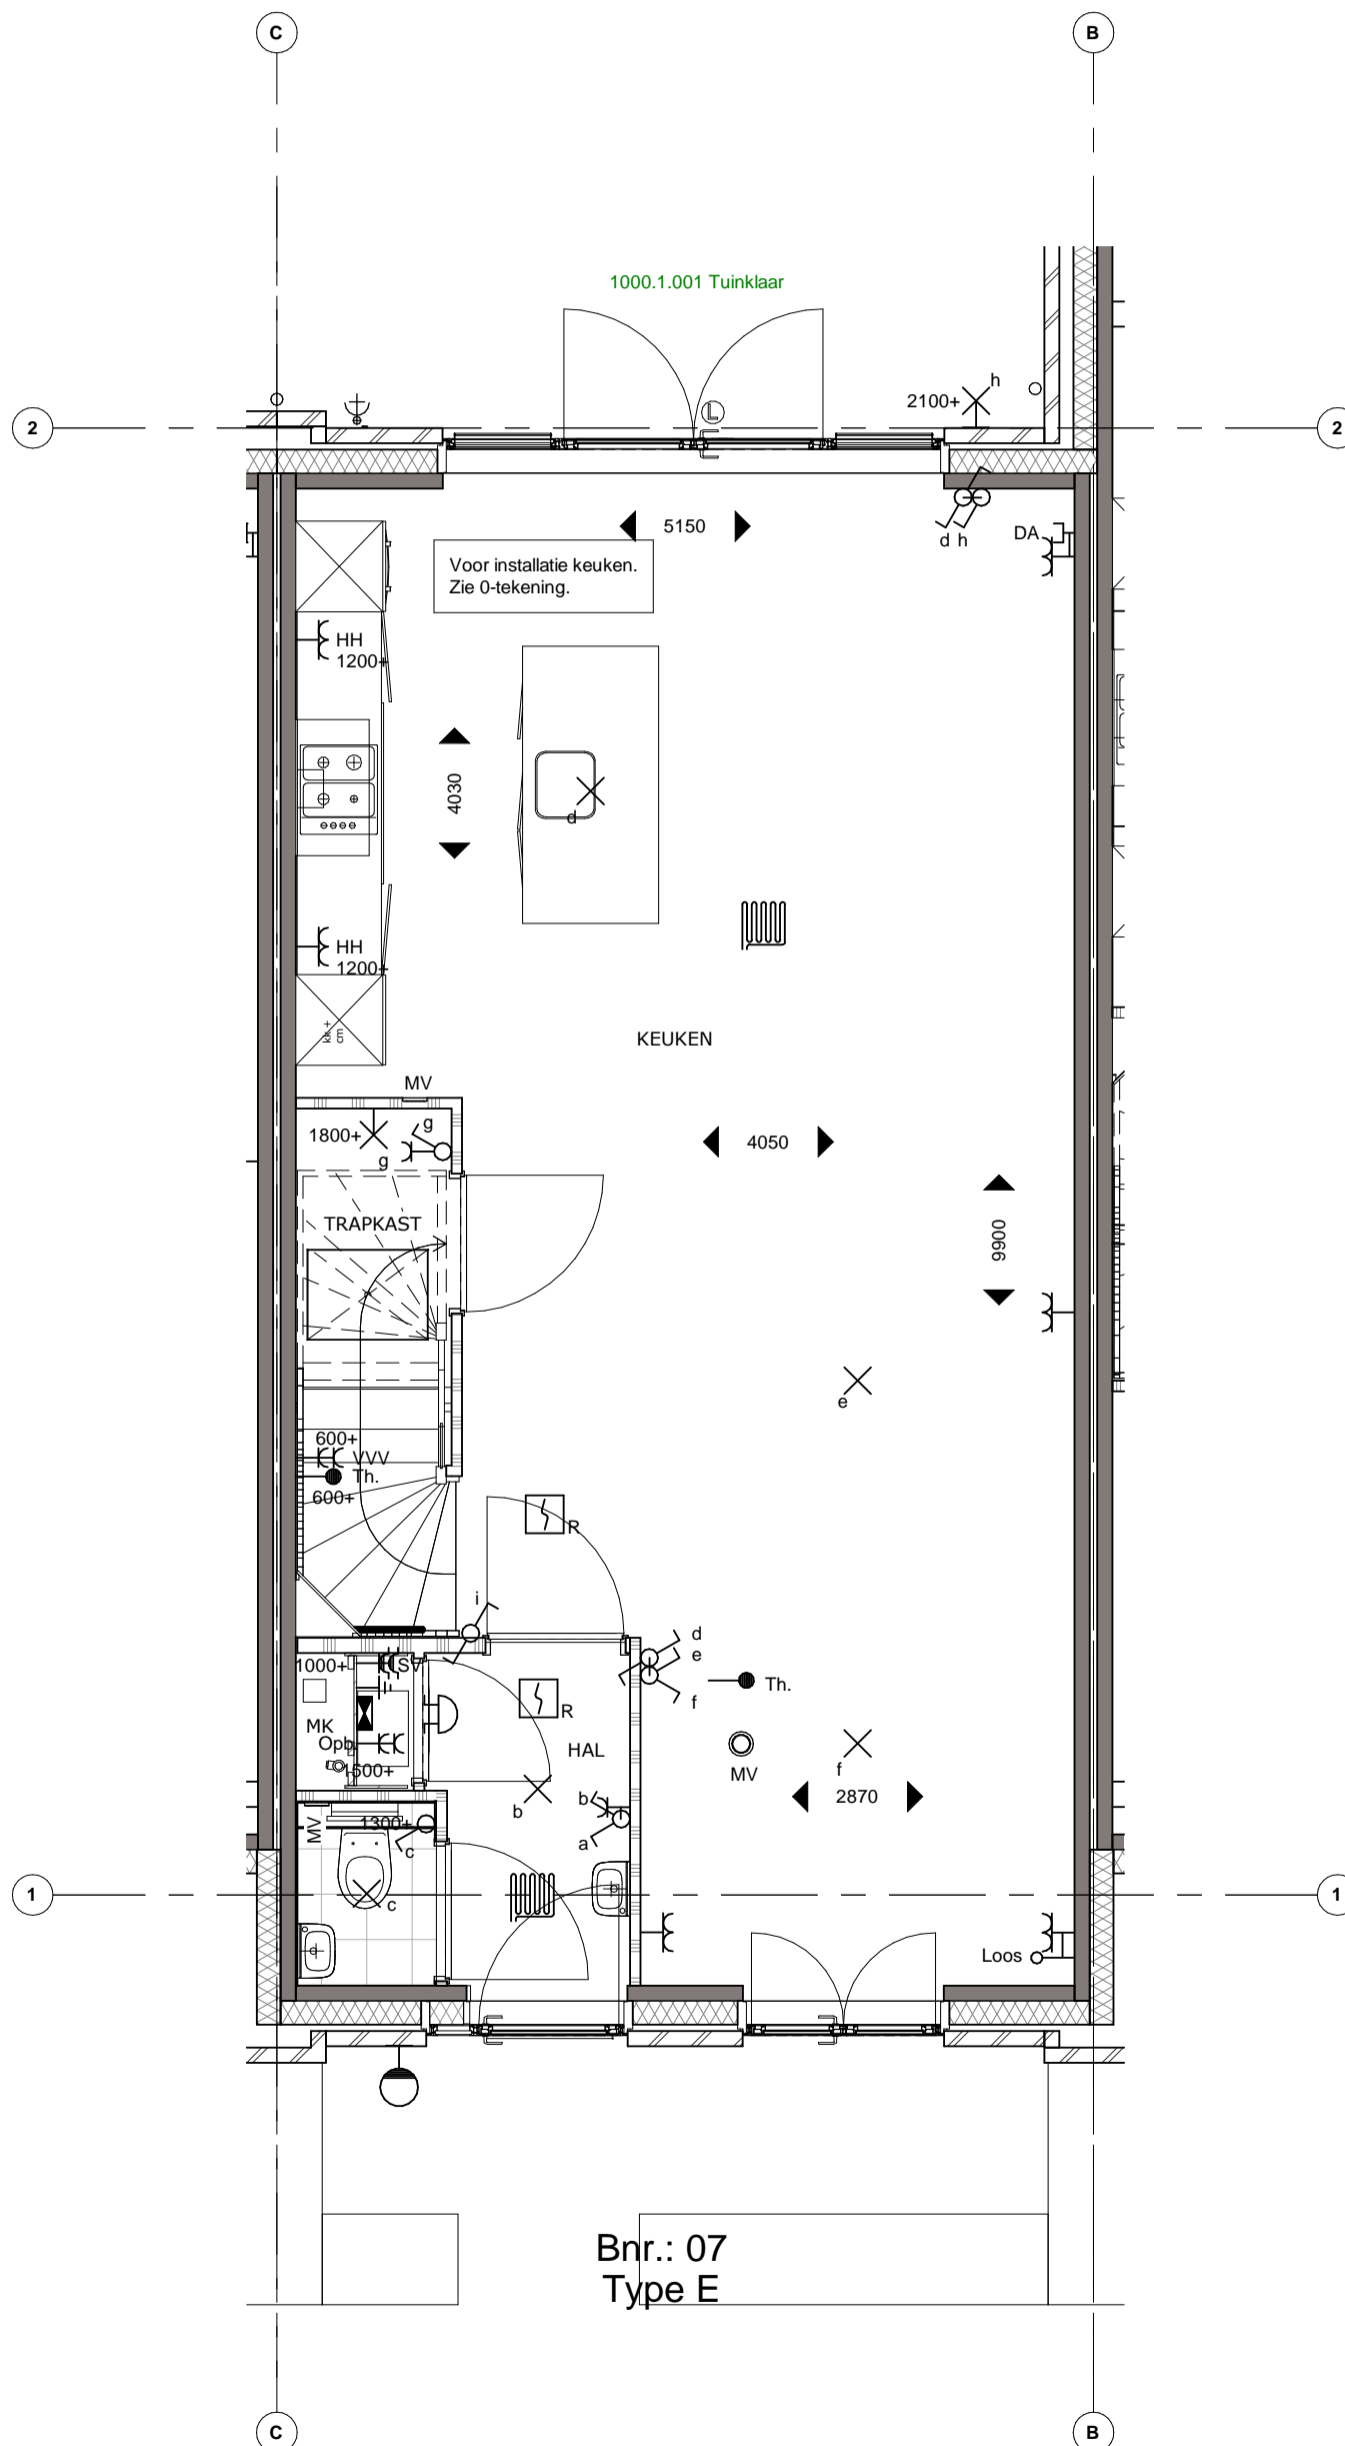 C
B
1000.1.001 Tuinklaar
h
2100+
2
2
L
5150
d h
DA
Voor installatie keuken.
Zie 0-tekening.
HH
1200+
4030
d
HH
1200+
kk +
cm
KEUKEN
MV
g
1800+
g
4050
TRAPKAST
9900
e
600+
VVV
Th.
600+
R
i
d
e
1000+
SV
Th.
f
R
MK
Opb.
HAL
1500+
MV
f
b
b
2870
MV
1300+
a
c
c
1
1
Loos
Bnr.: 07
Type E
C
B